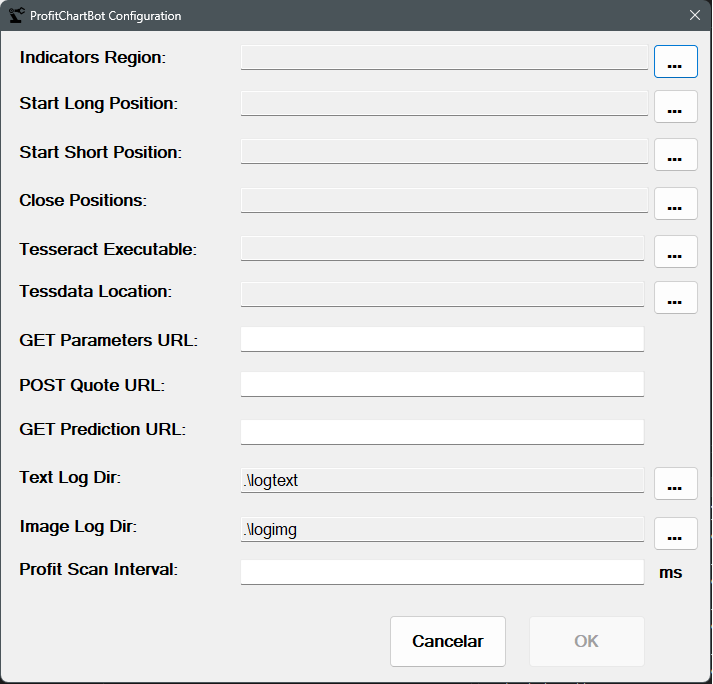 ProfitChartBot Configuration
Indicators Region: ...
Start Long Position: ...
Start Short Position: ...
Close Positions: ...
Tesseract Executable: ...
Tessdata Location: ...
GET Parameters URL:
POST Quote URL:
GET Prediction URL:
Text Log Dir: .\logtext ...
Image Log Dir: .\logimg ...
Profit Scan Interval: ms
Cancelar OK